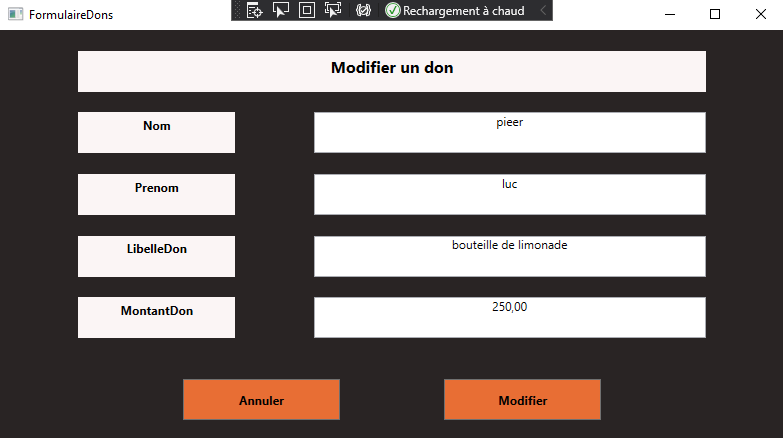 FormulaireDons
Rechargement à chaud
Modifier un don
Nom
pieer
Prenom
luc
LibelleDon
bouteille de limonade
MontantDon
250,00
Annuler
Modifier